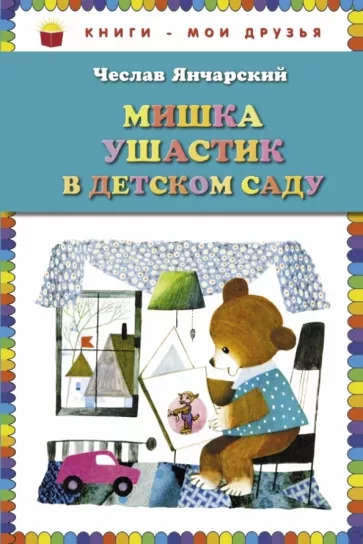 КНИГИ - МОИ ДРУЗЬЯ
Чеслав Янчарский
МИШКА
УШАСТИК
В ДЕТСКОМ САДУ